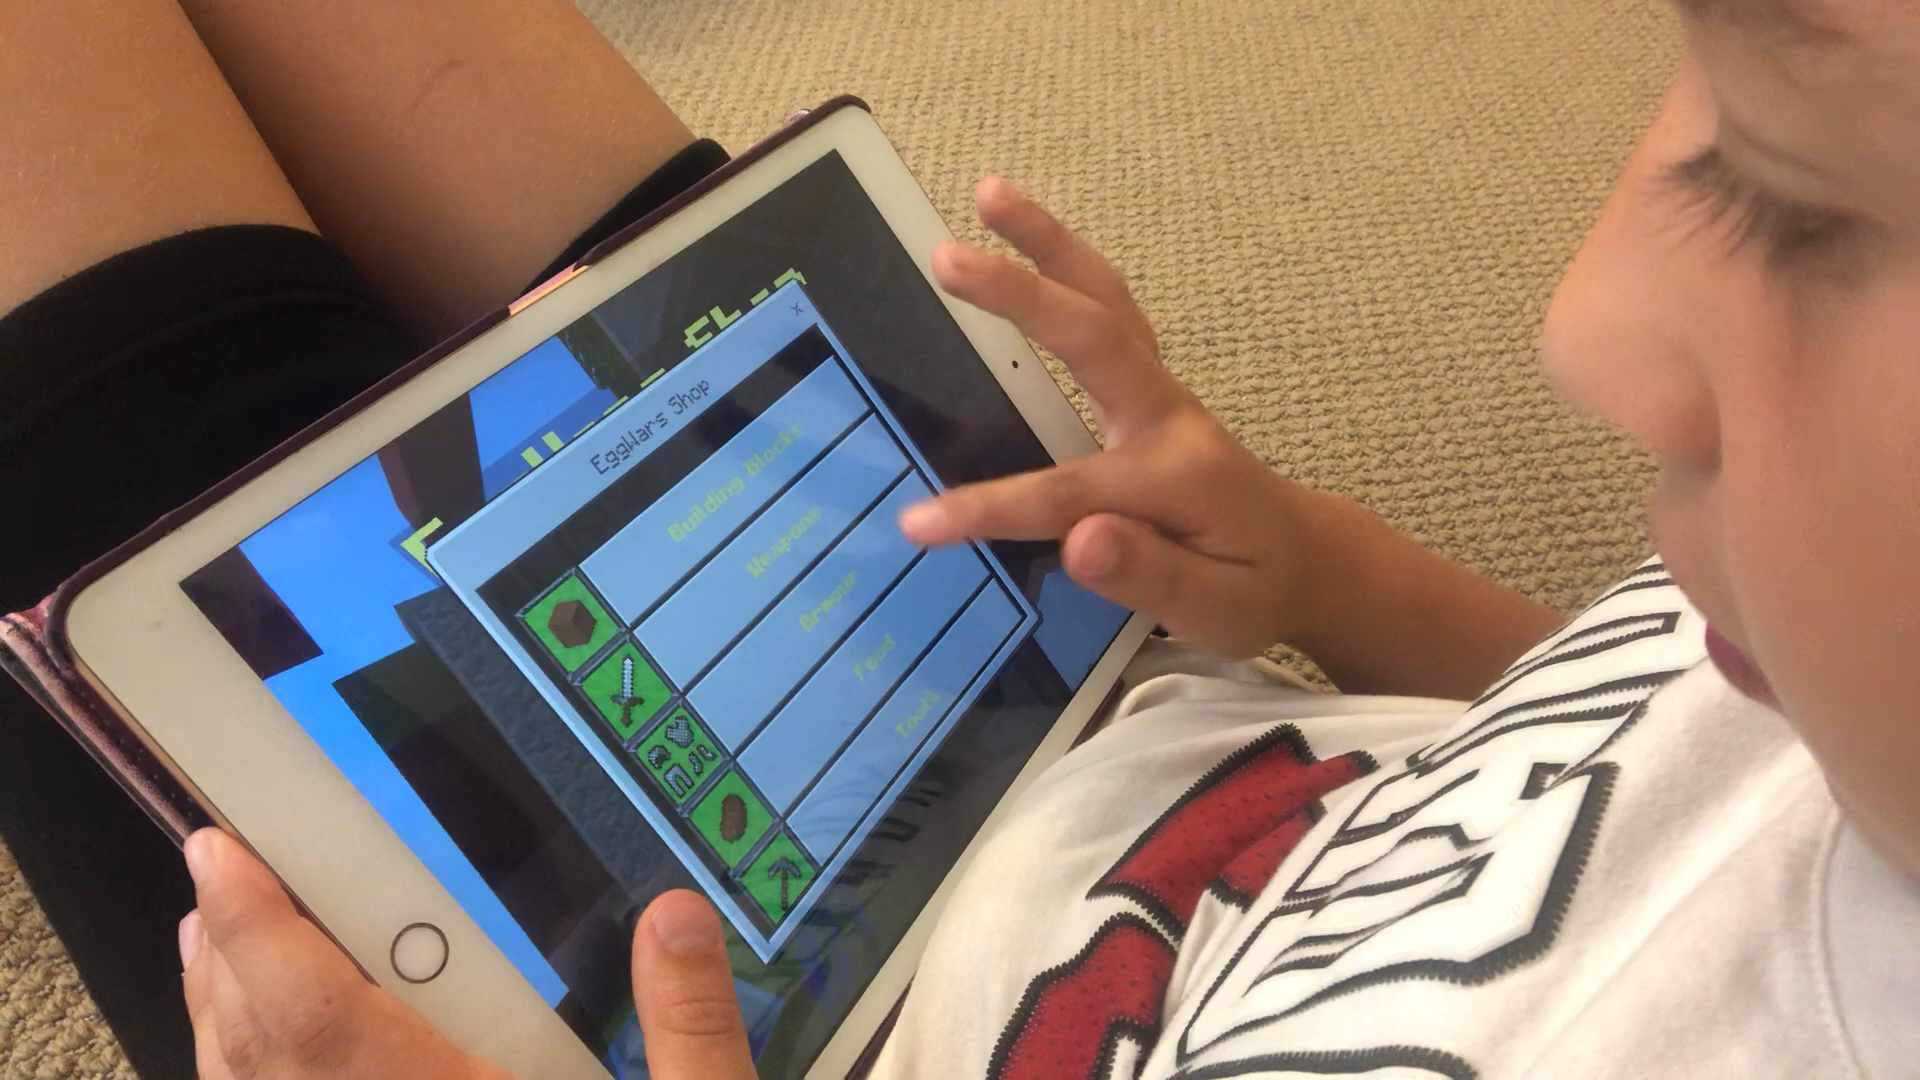 EggWars Shop
x
Building Blocks
Weapons
Armour
Food
Tools